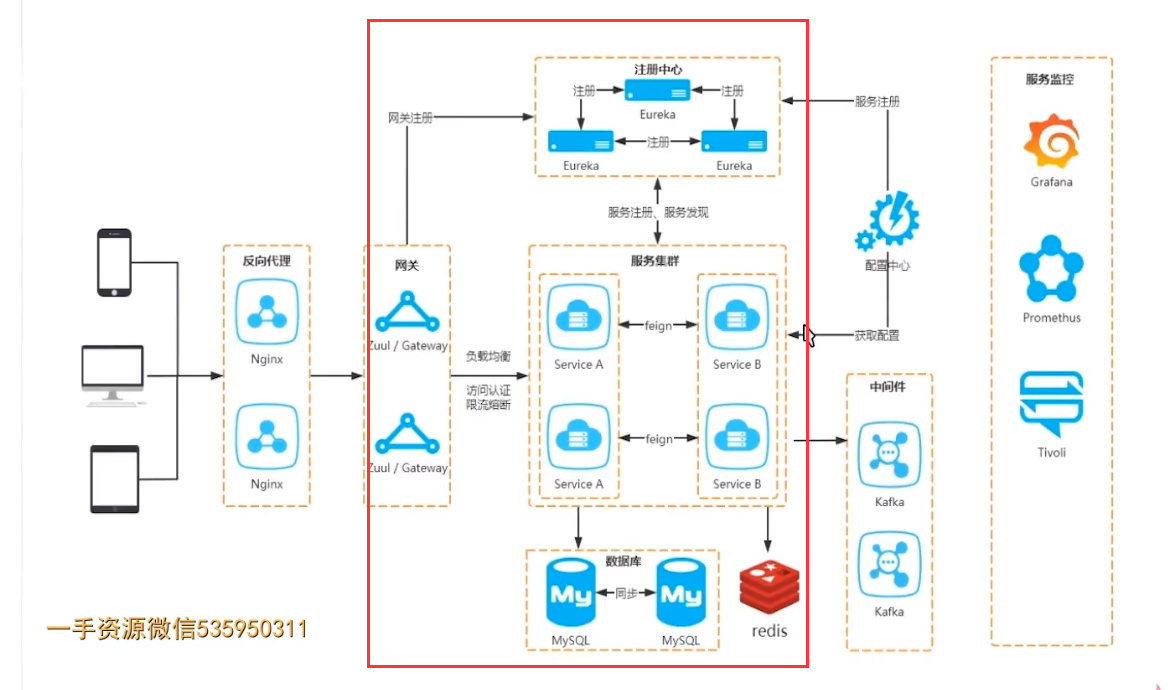 注册中心
注册
注册
Eureka
注册
Eureka
Eureka
网关注册
服务注册
服务监控
Grafana
服务注册、服务发现
配置中心
反向代理
网关
服务集群
Nginx
Zuul / Gateway
负载均衡
访问认证
限流熔断
feign
Service A
Service B
获取配置
Promethus
中间件
Nginx
Zuul / Gateway
feign
Service A
Service B
Kafka
Tivoli
数据库
同步
MySQL
MySQL
redis
Kafka
一手资源微信535950311